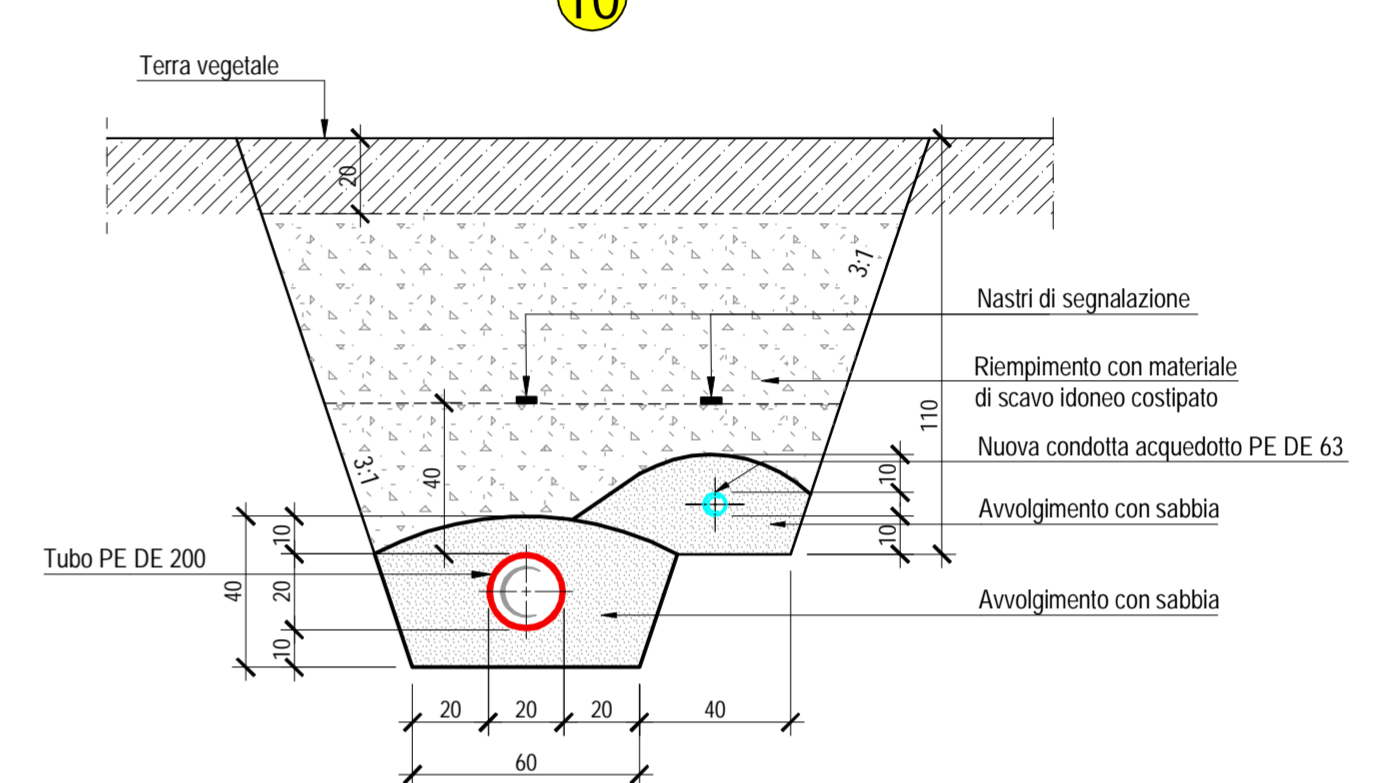 10
Terra vegetale
20
3:1
Nastri di segnalazione
Riempimento con materiale
di scavo idoneo costipato
110
Nuova condotta acquedotto PE DE 63
3:1
40
10
Avvolgimento con sabbia
10
10
Tubo PE DE 200
40
20
Avvolgimento con sabbia
10
20
20
20
40
60